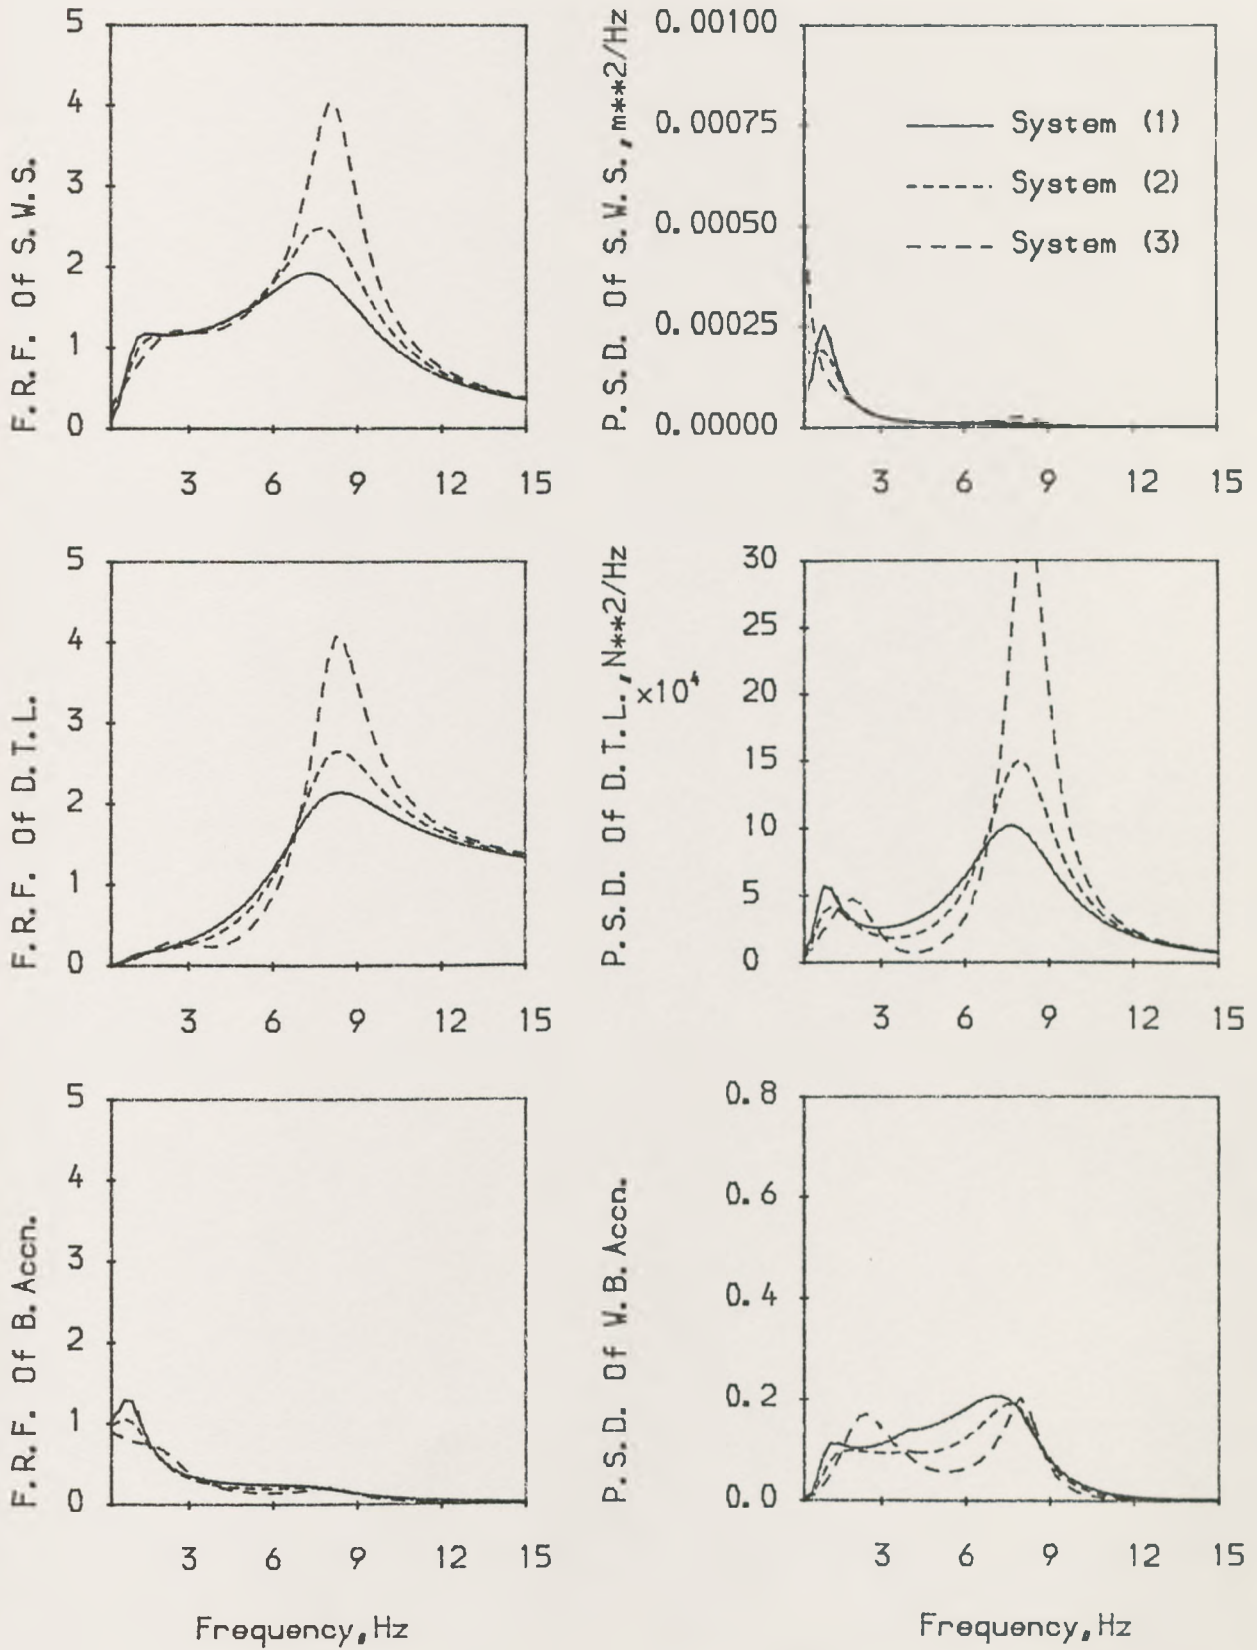 F.R.F. Of S.W.S.
5
4
3
2
1
0
3 6 9 12 15
P.S.D. Of S.W.S.,m**2/Hz
0.00100
0.00075
0.00050
0.00025
0.00000
System (1)
System (2)
System (3)
3 6 9 12 15
F.R.F. Of D.T.L.
5
4
3
2
1
0
3 6 9 12 15
P.S.D. Of D.T.L.,N**2/Hz
x10⁴
30
25
20
15
10
5
0
3 6 9 12 15
F.R.F. Of B.Accn.
5
4
3
2
1
0
3 6 9 12 15
Frequency,Hz
P.S.D. Of W.B.Accn.
0.8
0.6
0.4
0.2
0.0
3 6 9 12 15
Frequency,Hz